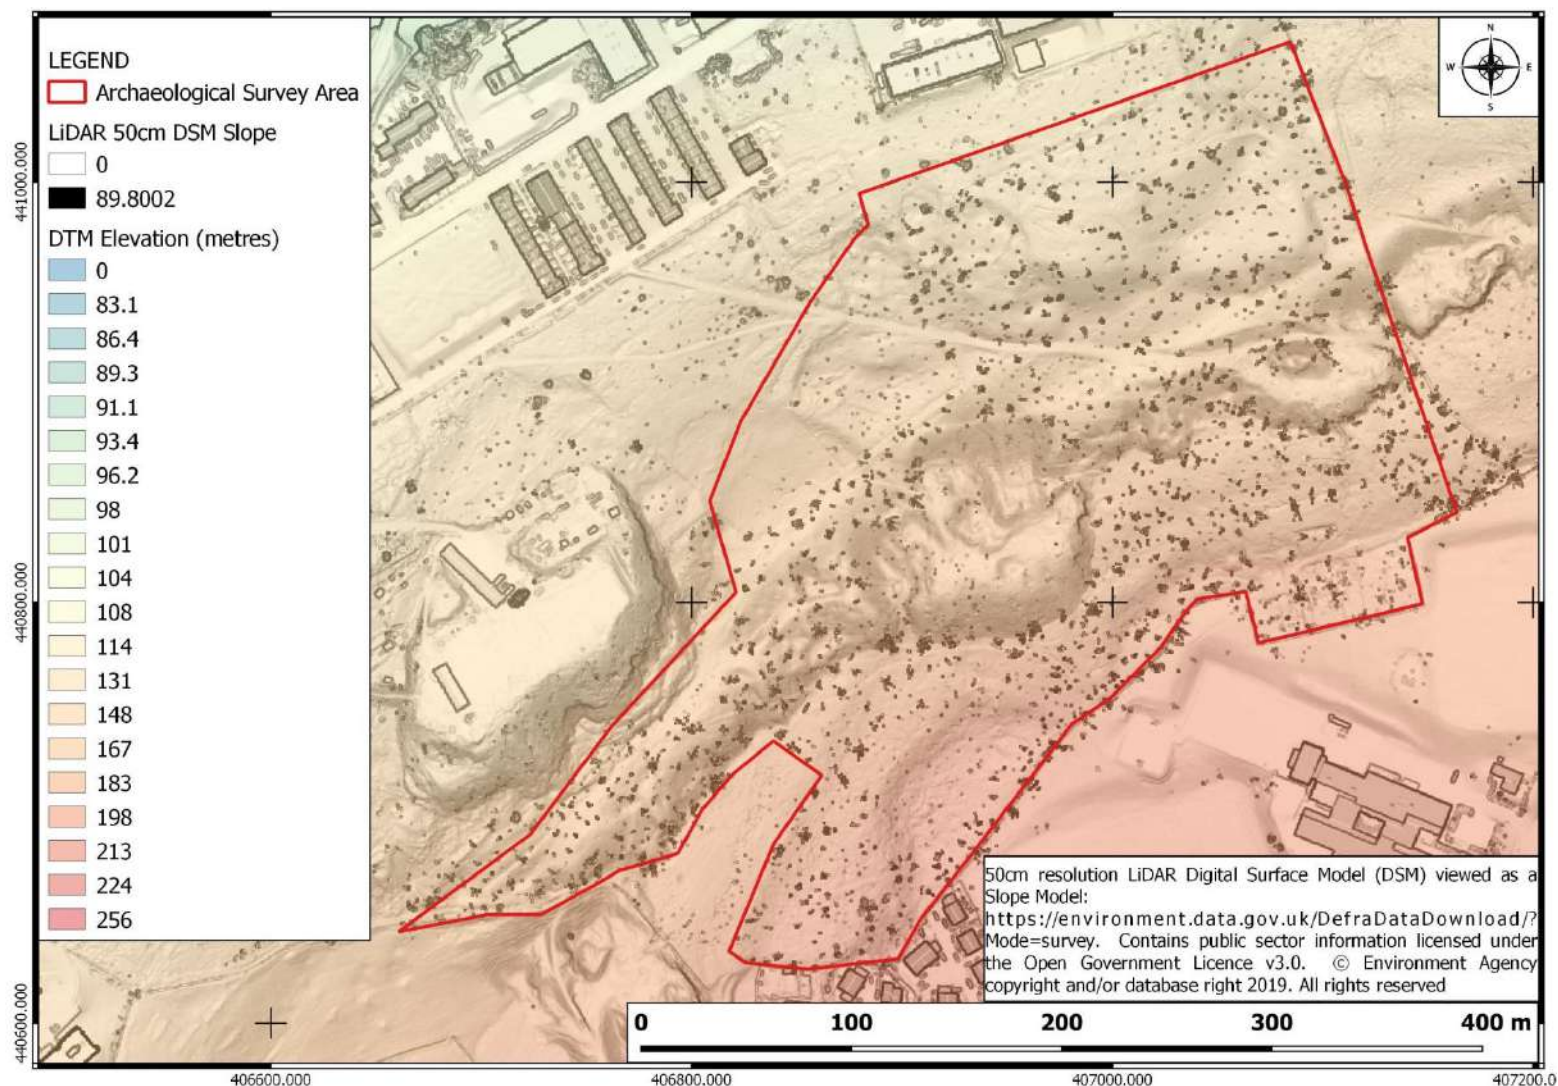 LEGEND
Archaeological Survey Area
LiDAR 50cm DSM Slope
0
89.8002
DTM Elevation (metres)
0
83.1
86.4
89.3
91.1
93.4
96.2
98
101
104
108
114
131
148
167
183
198
213
224
256
N
W E
S
441000.000
440800.000
440600.000
50cm resolution LiDAR Digital Surface Model (DSM) viewed as a
Slope Model:
https://environment.data.gov.uk/DefraDataDownload/?
Mode=survey. Contains public sector information licensed under
the Open Government Licence v3.0. © Environment Agency
copyright and/or database right 2019. All rights reserved
0 100 200 300 400 m
406600.000 406800.000 407000.000 407200.0